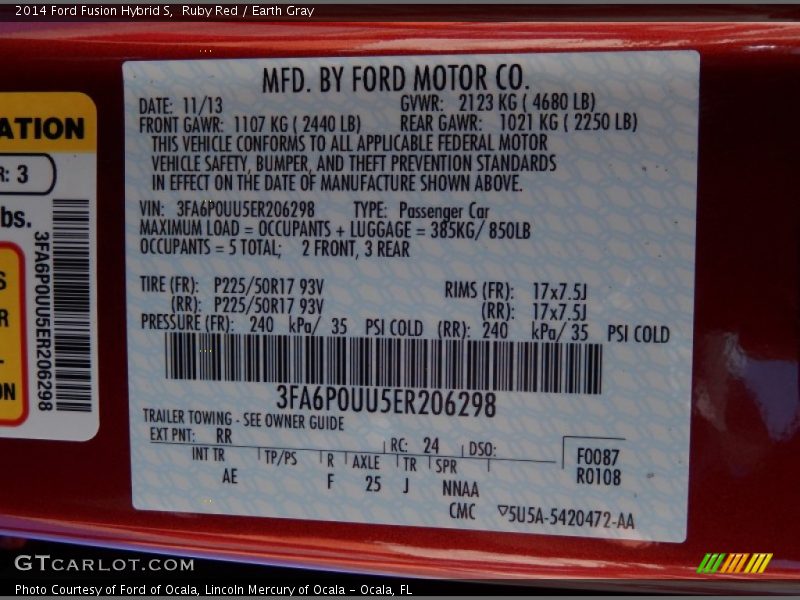 2014 Ford Fusion Hybrid S,  Ruby Red / Earth Gray
ATION
R: 3
bs.
3FA6P0UU5ER206298
S
R
-
ON
MFD. BY FORD MOTOR CO.
DATE: 11/13 GVWR: 2123 KG ( 4680 LB)
FRONT GAWR: 1107 KG ( 2440 LB) REAR GAWR: 1021 KG ( 2250 LB)
THIS VEHICLE CONFORMS TO ALL APPLICABLE FEDERAL MOTOR
VEHICLE SAFETY, BUMPER, AND THEFT PREVENTION STANDARDS
IN EFFECT ON THE DATE OF MANUFACTURE SHOWN ABOVE.
VIN: 3FA6P0UU5ER206298 TYPE: Passenger Car
MAXIMUM LOAD = OCCUPANTS + LUGGAGE = 385KG/ 850LB
OCCUPANTS = 5 TOTAL; 2 FRONT, 3 REAR
TIRE (FR): P225/50R17 93V RIMS (FR): 17x7.5J
(RR): P225/50R17 93V (RR): 17x7.5J
PRESSURE (FR): 240 kPa/ 35 PSI COLD (RR): 240 kPa/ 35 PSI COLD
3FA6P0UU5ER206298
TRAILER TOWING - SEE OWNER GUIDE
EXT PNT: RR RC: 24 DSO: F0087
INT TR TP/PS R AXLE TR SPR R0108
AE F 25 J NNAA
CMC ▽5U5A-5420472-AA
GTCARLOT.COM
Photo Courtesy of Ford of Ocala, Lincoln Mercury of Ocala - Ocala, FL